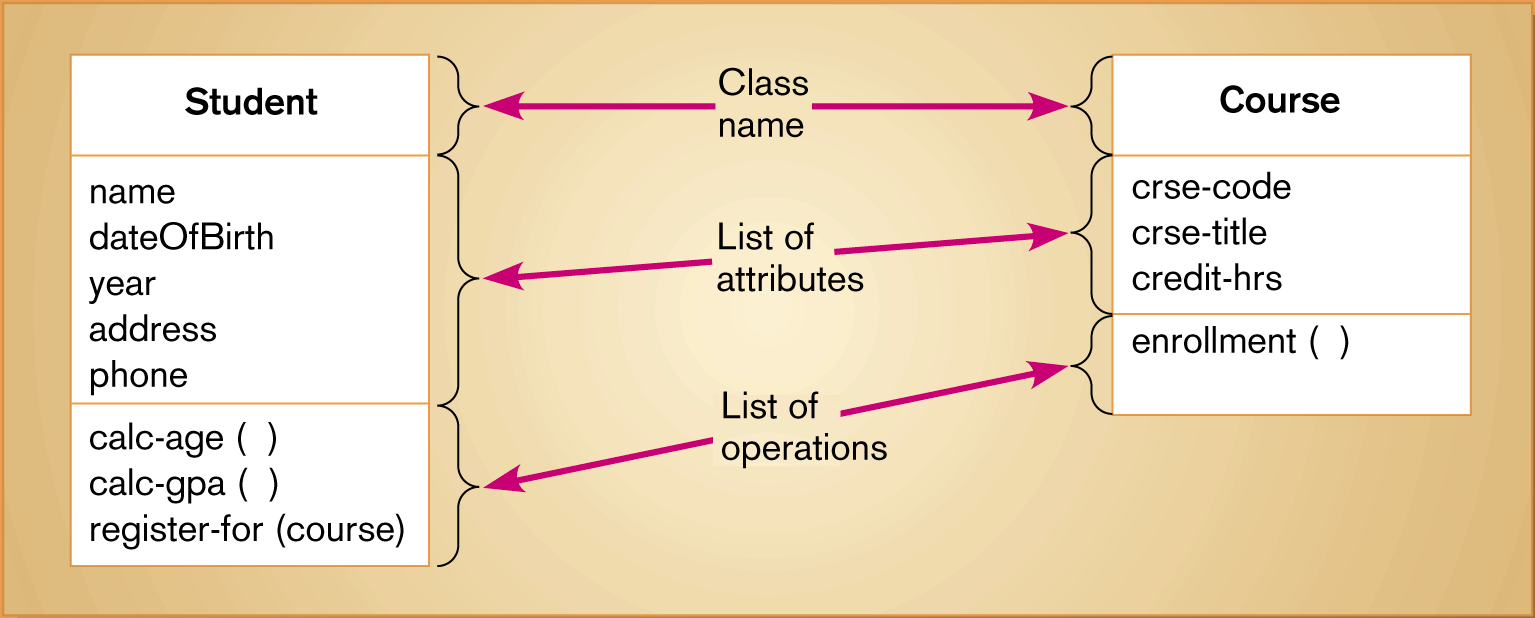 Student
name
dateOfBirth
year
address
phone
calc-age ( )
calc-gpa ( )
register-for (course)
Class
name
List of
attributes
List of
operations
Course
crse-code
crse-title
credit-hrs
enrollment ( )